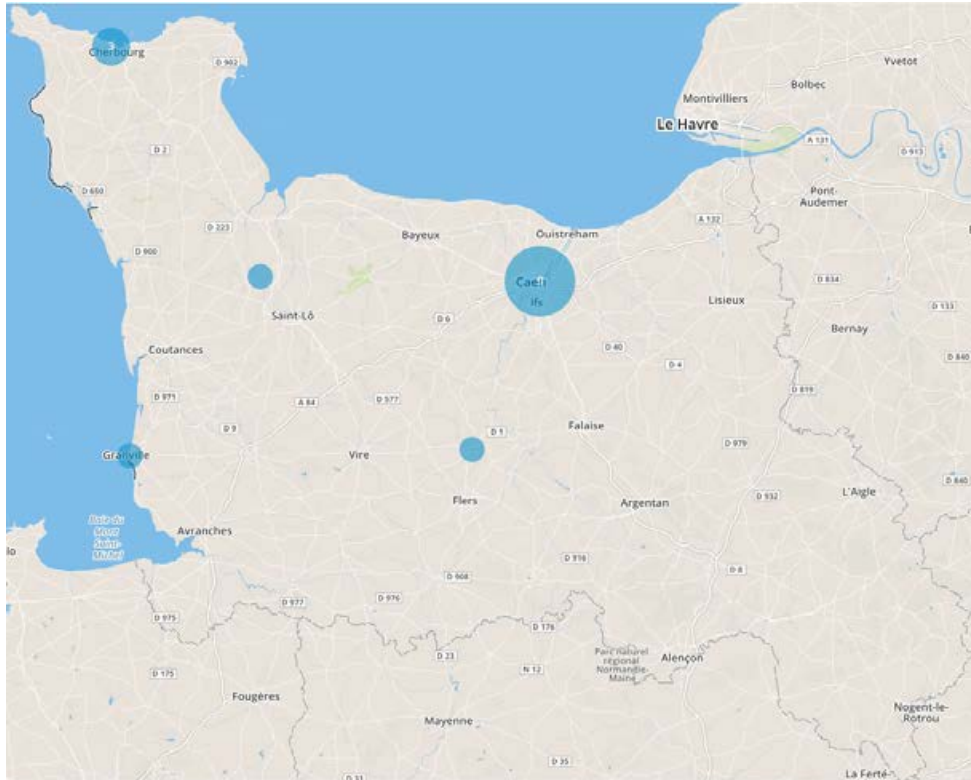 Cherbourg
D 902
Yvetot
Bolbec
Montivilliers
Le Havre
A 131
D 913
D 2
D 650
Pont-
Audemer
A 132
D 223
Bayeux
Ouistreham
D 900
Caen
D 834
Ifs
Lisieux
D 133
Saint-Lô
D 6
Bernay
Coutances
D 40
D 840
D 4
D 971
A 84
D 577
D 819
D 9
D 1
Falaise
D 979
Granville
Vire
D 840
Flers
Argentan
D 932
L'Aigle
Baie du
Mont
Saint-
Michel
Avranches
lo
D 916
D 8
D 908
D 976
D 977
D 975
D 176
D 23
N 12
Parc naturel
régional
Normandie-
Maine
Alençon
D 175
Fougères
Mayenne
Nogent-le-
Rotrou
D 35
D 33
La Ferté-